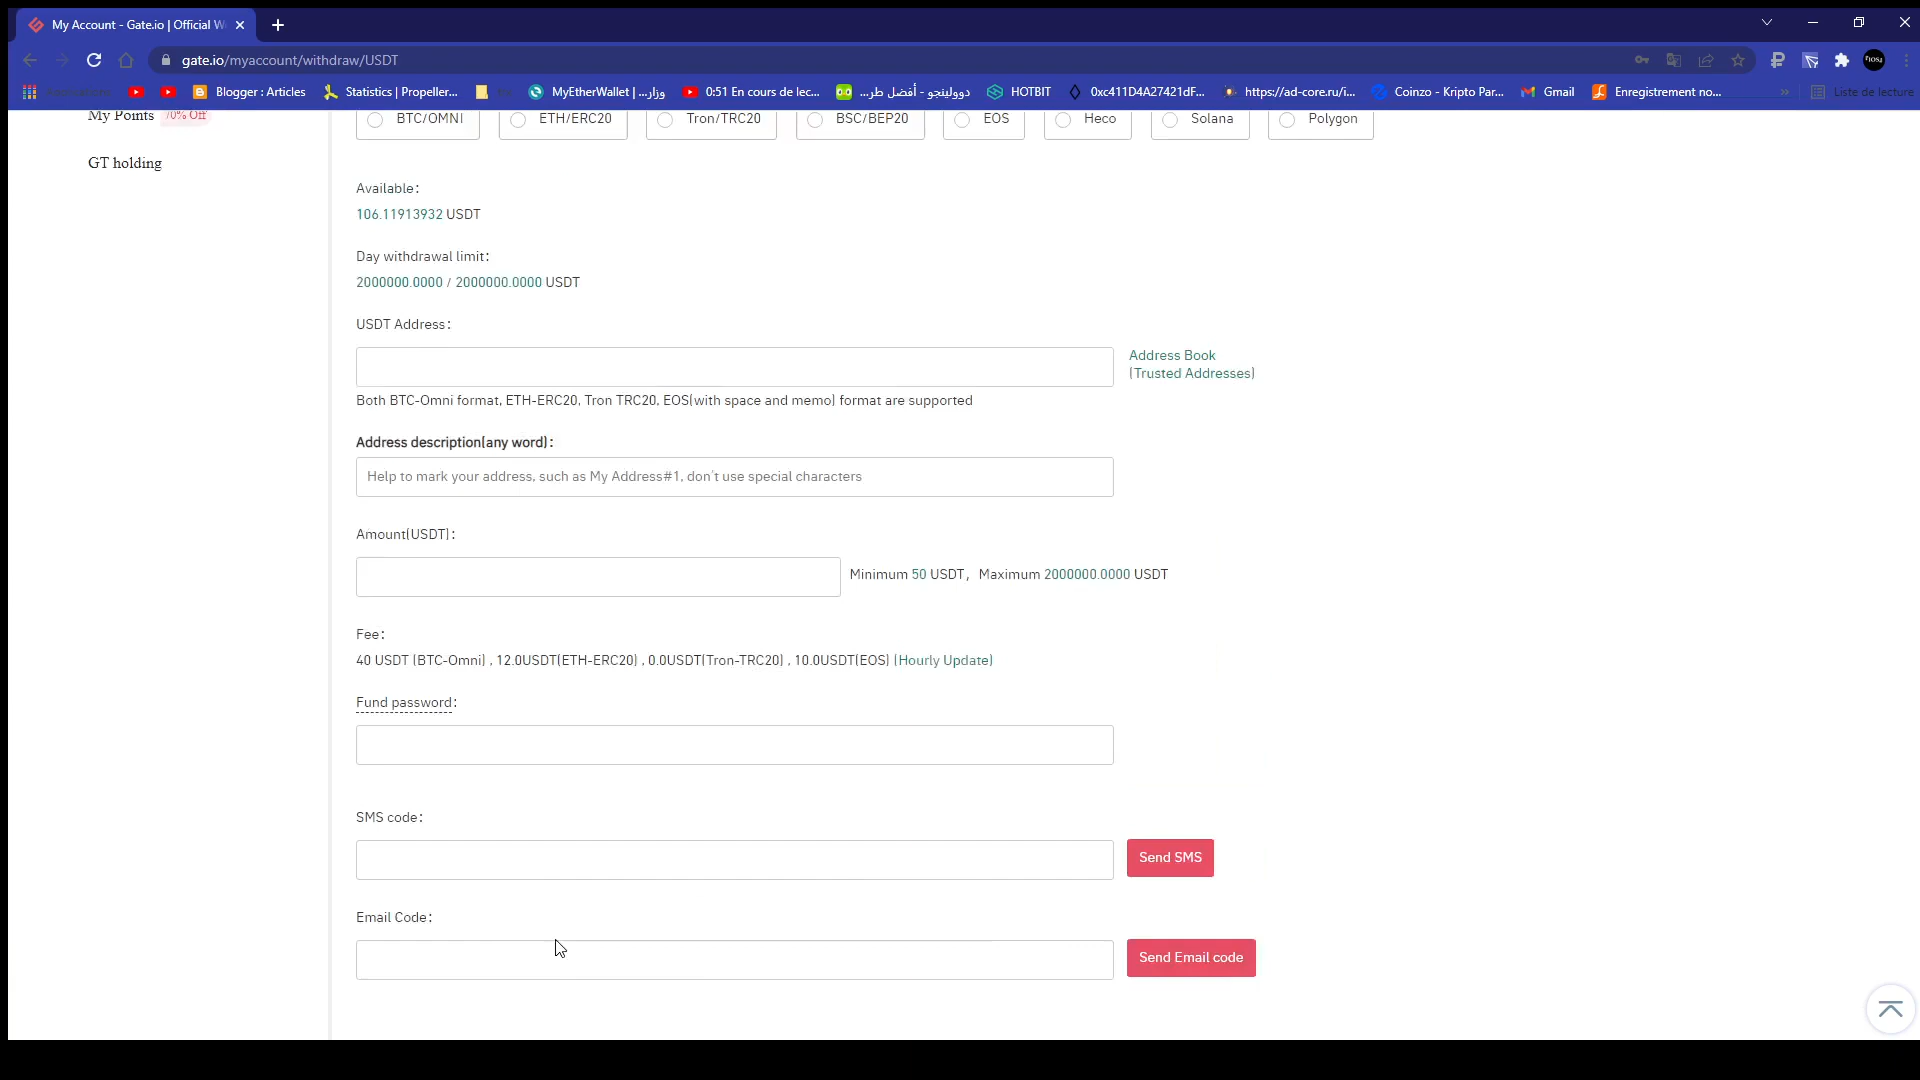 My Account - Gate.io | Official W
gate.io/myaccount/withdraw/USDT
Blogger : Articles
Statistics | Propeller...
MyEtherWallet | وزار...
0:51 En cours de lec...
دوولينجو - أفضل طر...
HOTBIT
0xc411D4A27421dF...
https://ad-core.ru/i...
Coinzo - Kripto Par...
Gmail
Enregistrement no...
Liste de lecture
My Points 70% Off
GT holding
BTC/OMNI
ETH/ERC20
Tron/TRC20
BSC/BEP20
EOS
Heco
Solana
Polygon
Available:
106.11913932 USDT
Day withdrawal limit:
2000000.0000 / 2000000.0000 USDT
USDT Address:
Address Book
(Trusted Addresses)
Both BTC-Omni format, ETH-ERC20, Tron TRC20, EOS(with space and memo) format are supported
Address description(any word):
Help to mark your address, such as My Address#1, don't use special characters
Amount(USDT):
Minimum 50 USDT, Maximum 2000000.0000 USDT
Fee:
40 USDT (BTC-Omni) , 12.0USDT(ETH-ERC20) , 0.0USDT(Tron-TRC20) , 10.0USDT(EOS) (Hourly Update)
Fund password:
SMS code:
Send SMS
Email Code:
Send Email code